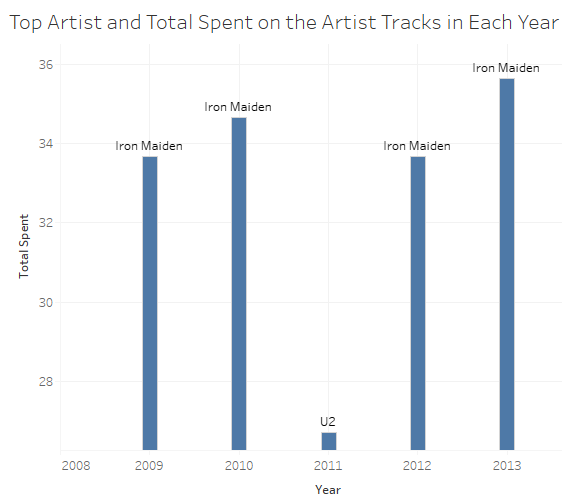 Top Artist and Total Spent on the Artist Tracks in Each Year
36
Iron Maiden
Iron Maiden
34
Iron Maiden
Iron Maiden
32
Total Spent
30
28
U2
2008 2009 2010 2011 2012 2013
Year